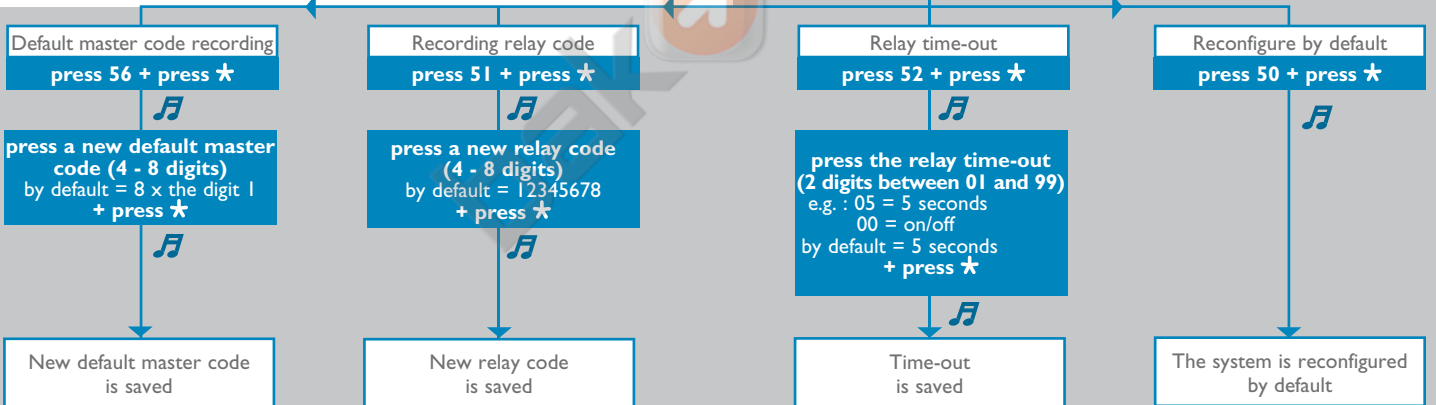 Default master code recording
press 56 + press *
press a new default master
code (4 - 8 digits)
by default = 8 x the digit 1
+ press *
New default master code
is saved
Recording relay code
press 51 + press *
press a new relay code
(4 - 8 digits)
by default = 12345678
+ press *
New relay code
is saved
Relay time-out
press 52 + press *
press the relay time-out
(2 digits between 01 and 99)
e.g. : 05 = 5 seconds
00 = on/off
by default = 5 seconds
+ press *
Time-out
is saved
Reconfigure by default
press 50 + press *
The system is reconfigured
by default